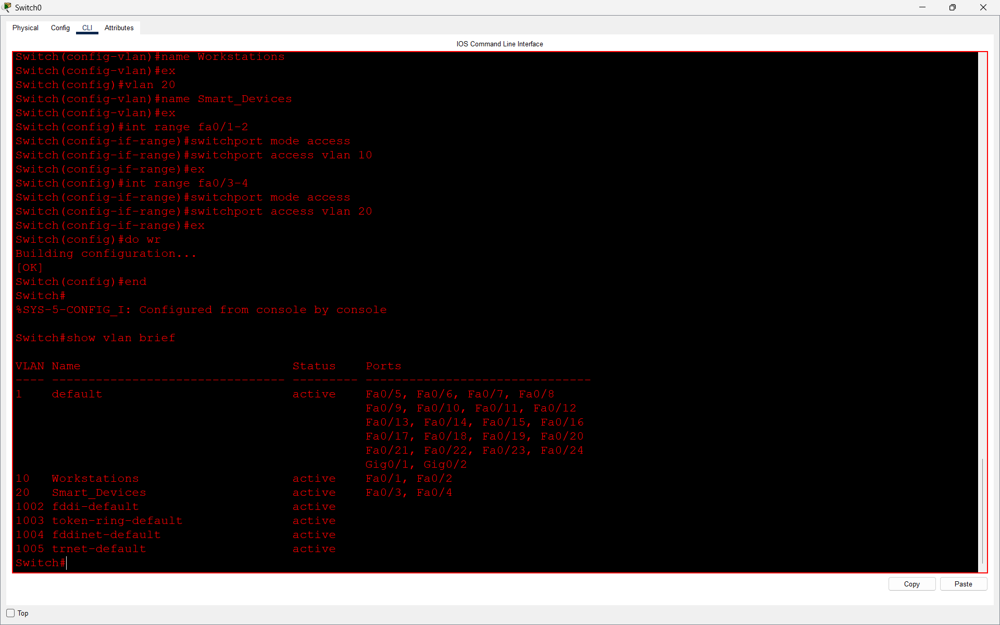 Switch0
Physical Config CLI Attributes
IOS Command Line Interface
Switch(config-vlan)#name Workstations
Switch(config-vlan)#ex
Switch(config)#vlan 20
Switch(config-vlan)#name Smart_Devices
Switch(config-vlan)#ex
Switch(config)#int range fa0/1-2
Switch(config-if-range)#switchport mode access
Switch(config-if-range)#switchport access vlan 10
Switch(config-if-range)#ex
Switch(config)#int range fa0/3-4
Switch(config-if-range)#switchport mode access
Switch(config-if-range)#switchport access vlan 20
Switch(config-if-range)#ex
Switch(config)#do wr
Building configuration...
[OK]
Switch(config)#end
Switch#
%SYS-5-CONFIG_I: Configured from console by console
Switch#show vlan brief
VLAN Name Status Ports
---- -------------------------------- --------- -------------------------------
1 default active Fa0/5, Fa0/6, Fa0/7, Fa0/8
Fa0/9, Fa0/10, Fa0/11, Fa0/12
Fa0/13, Fa0/14, Fa0/15, Fa0/16
Fa0/17, Fa0/18, Fa0/19, Fa0/20
Fa0/21, Fa0/22, Fa0/23, Fa0/24
Gig0/1, Gig0/2
10 Workstations active Fa0/1, Fa0/2
20 Smart_Devices active Fa0/3, Fa0/4
1002 fddi-default active
1003 token-ring-default active
1004 fddinet-default active
1005 trnet-default active
Switch#
Copy Paste
Top